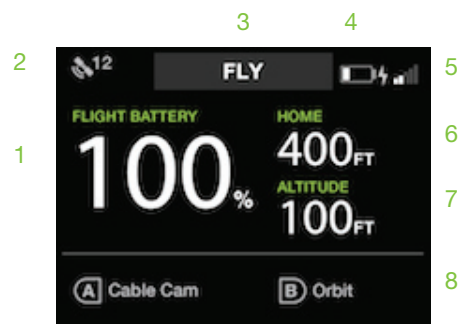 3 4
2 12 FLY 5
FLIGHT BATTERY HOME
1 100% 400FT 6
ALTITUDE
100FT 7
A Cable Cam B Orbit 8